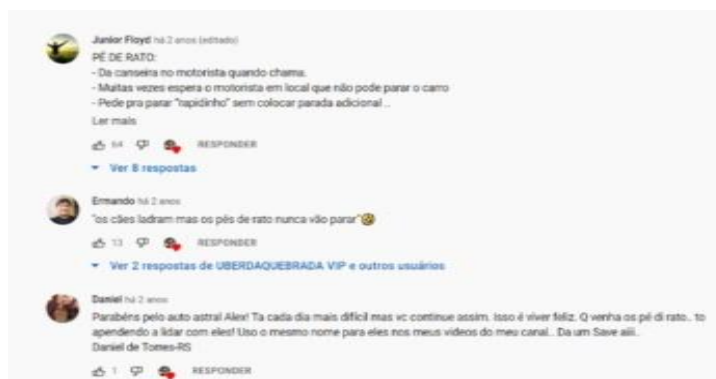 Junior Floyd há 2 anos (editado)
PÉ DE RATO:
- Da canseira no motorista quando chama.
- Muitas vezes espera o motorista em local que não pode parar o carro
- Pede pra parar "rapidinho" sem colocar parada adicional ..
Ler mais
64 RESPONDER
Ver 8 respostas
Ermando há 2 anos
"os cães ladram mas os pés de rato nunca vão parar"🤣
13 RESPONDER
Ver 2 respostas de UBERDAQUEBRADA VIP e outros usuários
Daniel há 2 anos
Parabéns pelo auto astral Alex! Ta cada dia mais difícil mas vc continue assim. Isso é viver feliz. Q venha os pé di rato.. to
apendendo a lidar com eles! Uso o mesmo nome para eles nos meus videos do meu canal.. Da um Save aiii..
Daniel de Torres-RS
1 RESPONDER